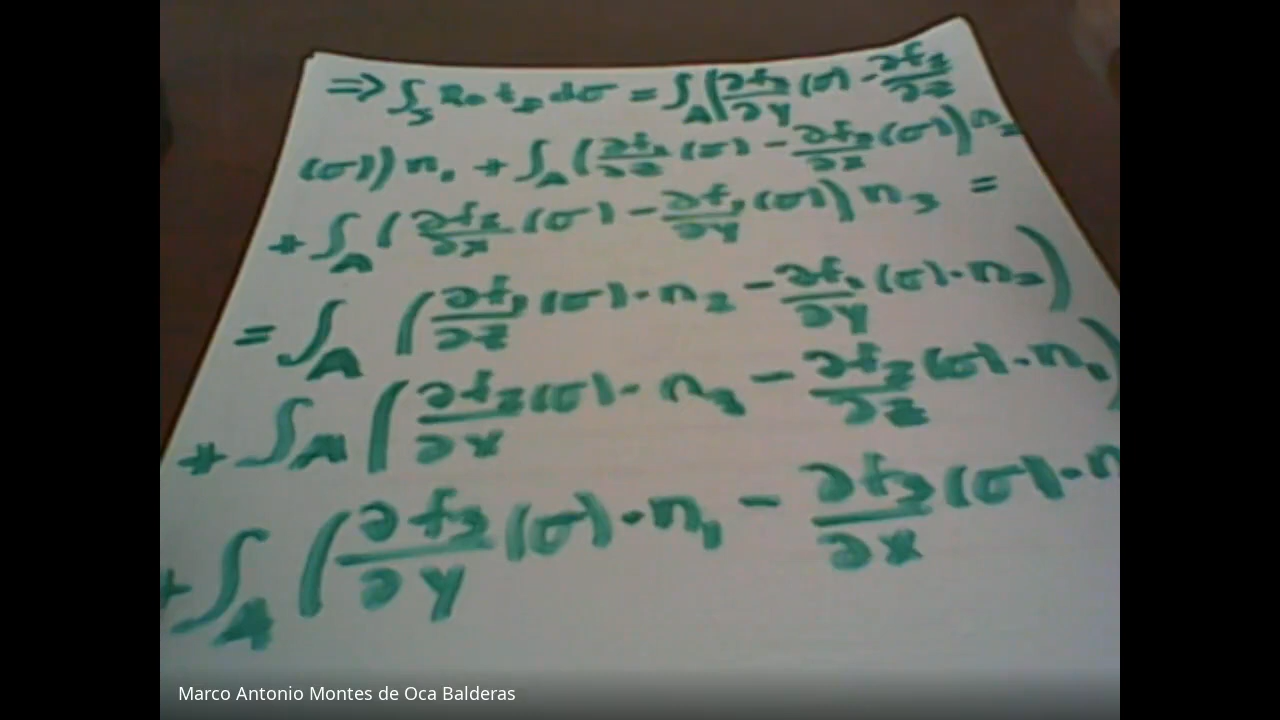 ⇒ ∫_S Rot_f dσ = ∫_A (∂f3/∂y (σ) - ∂f2/∂z
(σ)) n1 + ∫_A (∂f1/∂z (σ) - ∂f3/∂x (σ)) n2
+ ∫_A (∂f2/∂x (σ) - ∂f1/∂y (σ)) n3 =
= ∫_A (∂f1/∂z (σ) · n2 - ∂f1/∂y (σ) · n3)
+ ∫_A (∂f2/∂x (σ) · n3 - ∂f2/∂z (σ) · n1)
+ ∫_A (∂f3/∂y (σ) · n1 - ∂f3/∂x (σ) · n
Marco Antonio Montes de Oca Balderas